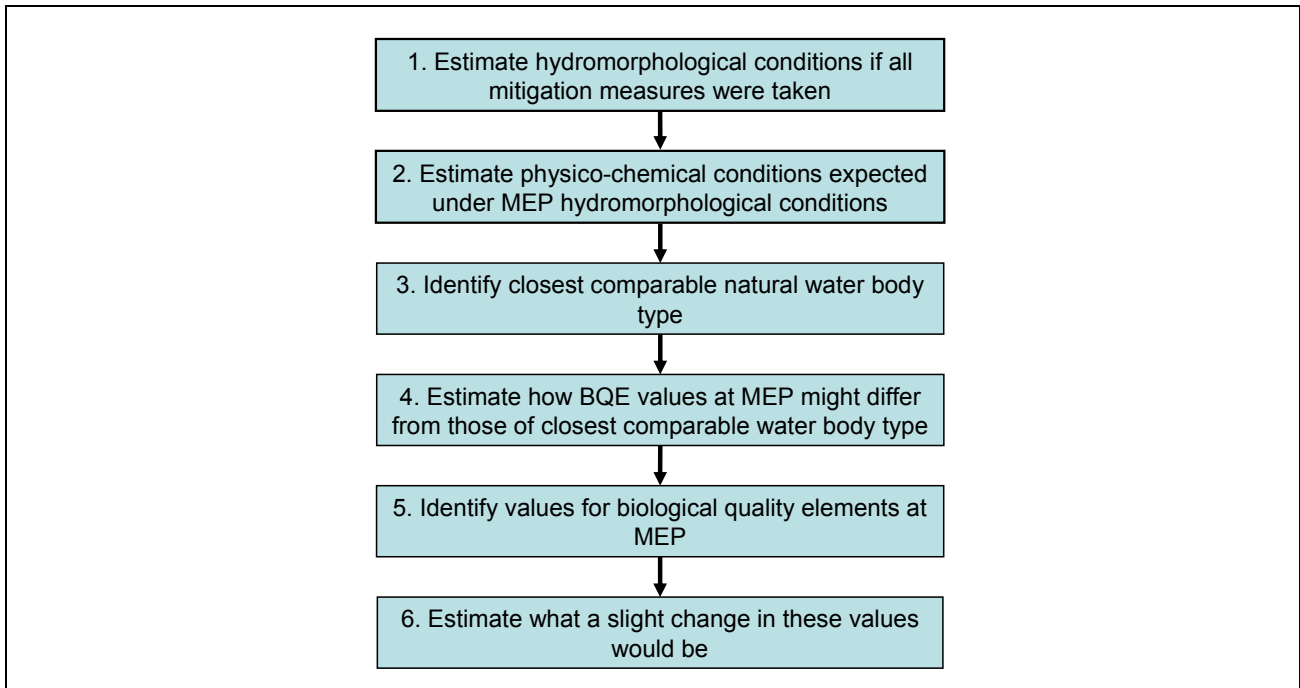 1. Estimate hydromorphological conditions if all
mitigation measures were taken
2. Estimate physico-chemical conditions expected
under MEP hydromorphological conditions
3. Identify closest comparable natural water body
type
4. Estimate how BQE values at MEP might differ
from those of closest comparable water body type
5. Identify values for biological quality elements at
MEP
6. Estimate what a slight change in these values
would be